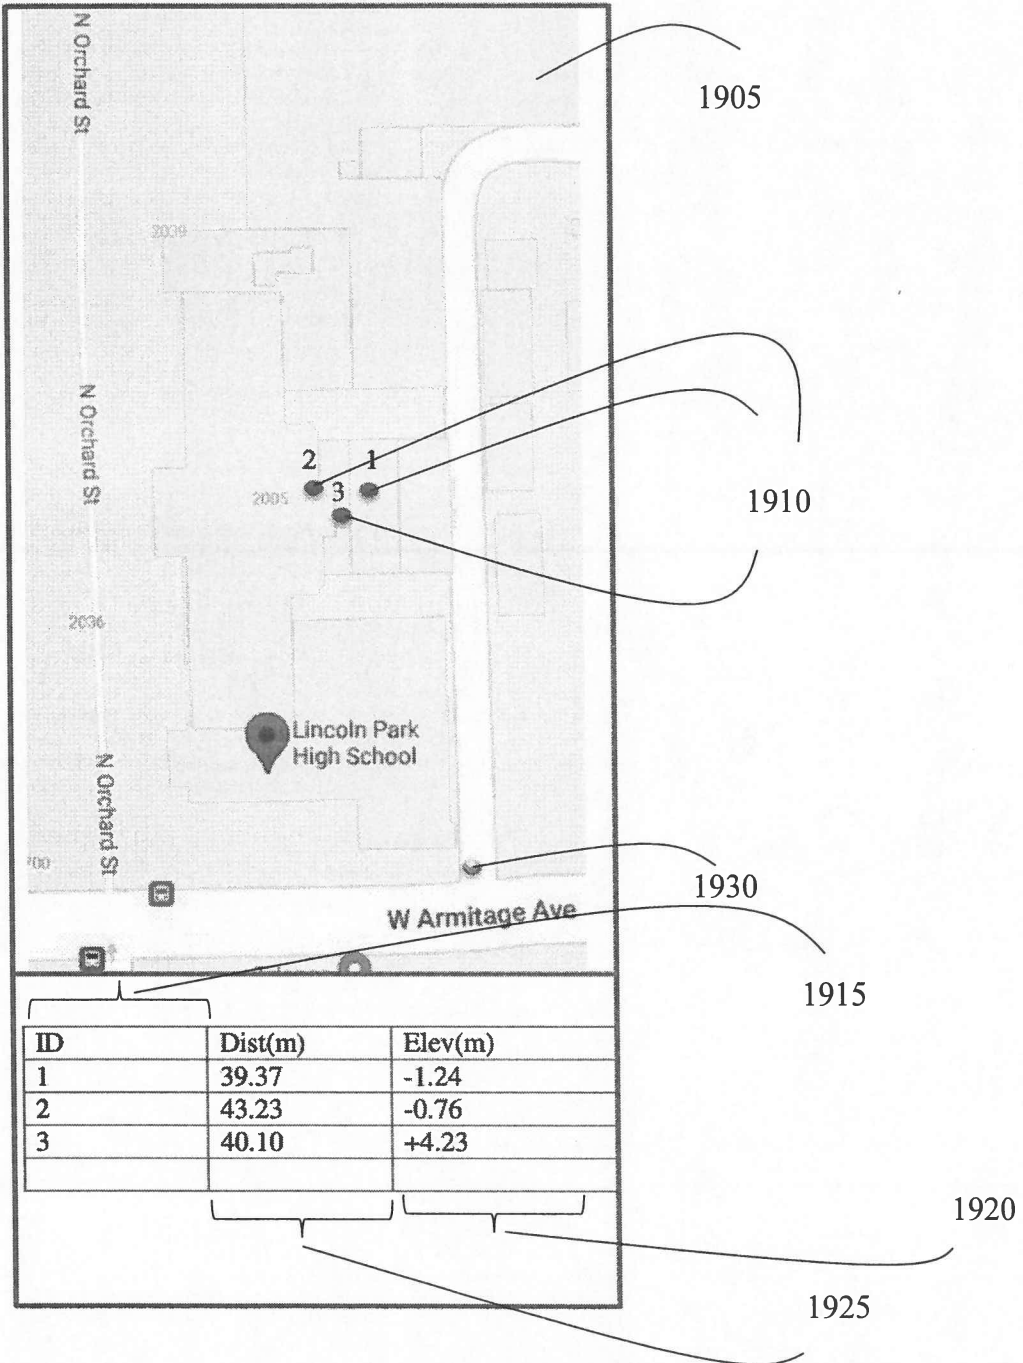 N Orchard St
1905
2039
N Orchard St
2 1
3
2005
1910
2036
Lincoln Park
High School
N Orchard St
1930
W Armitage Ave
1915
ID Dist(m) Elev(m)
1 39.37 -1.24
2 43.23 -0.76
3 40.10 +4.23
1920
1925